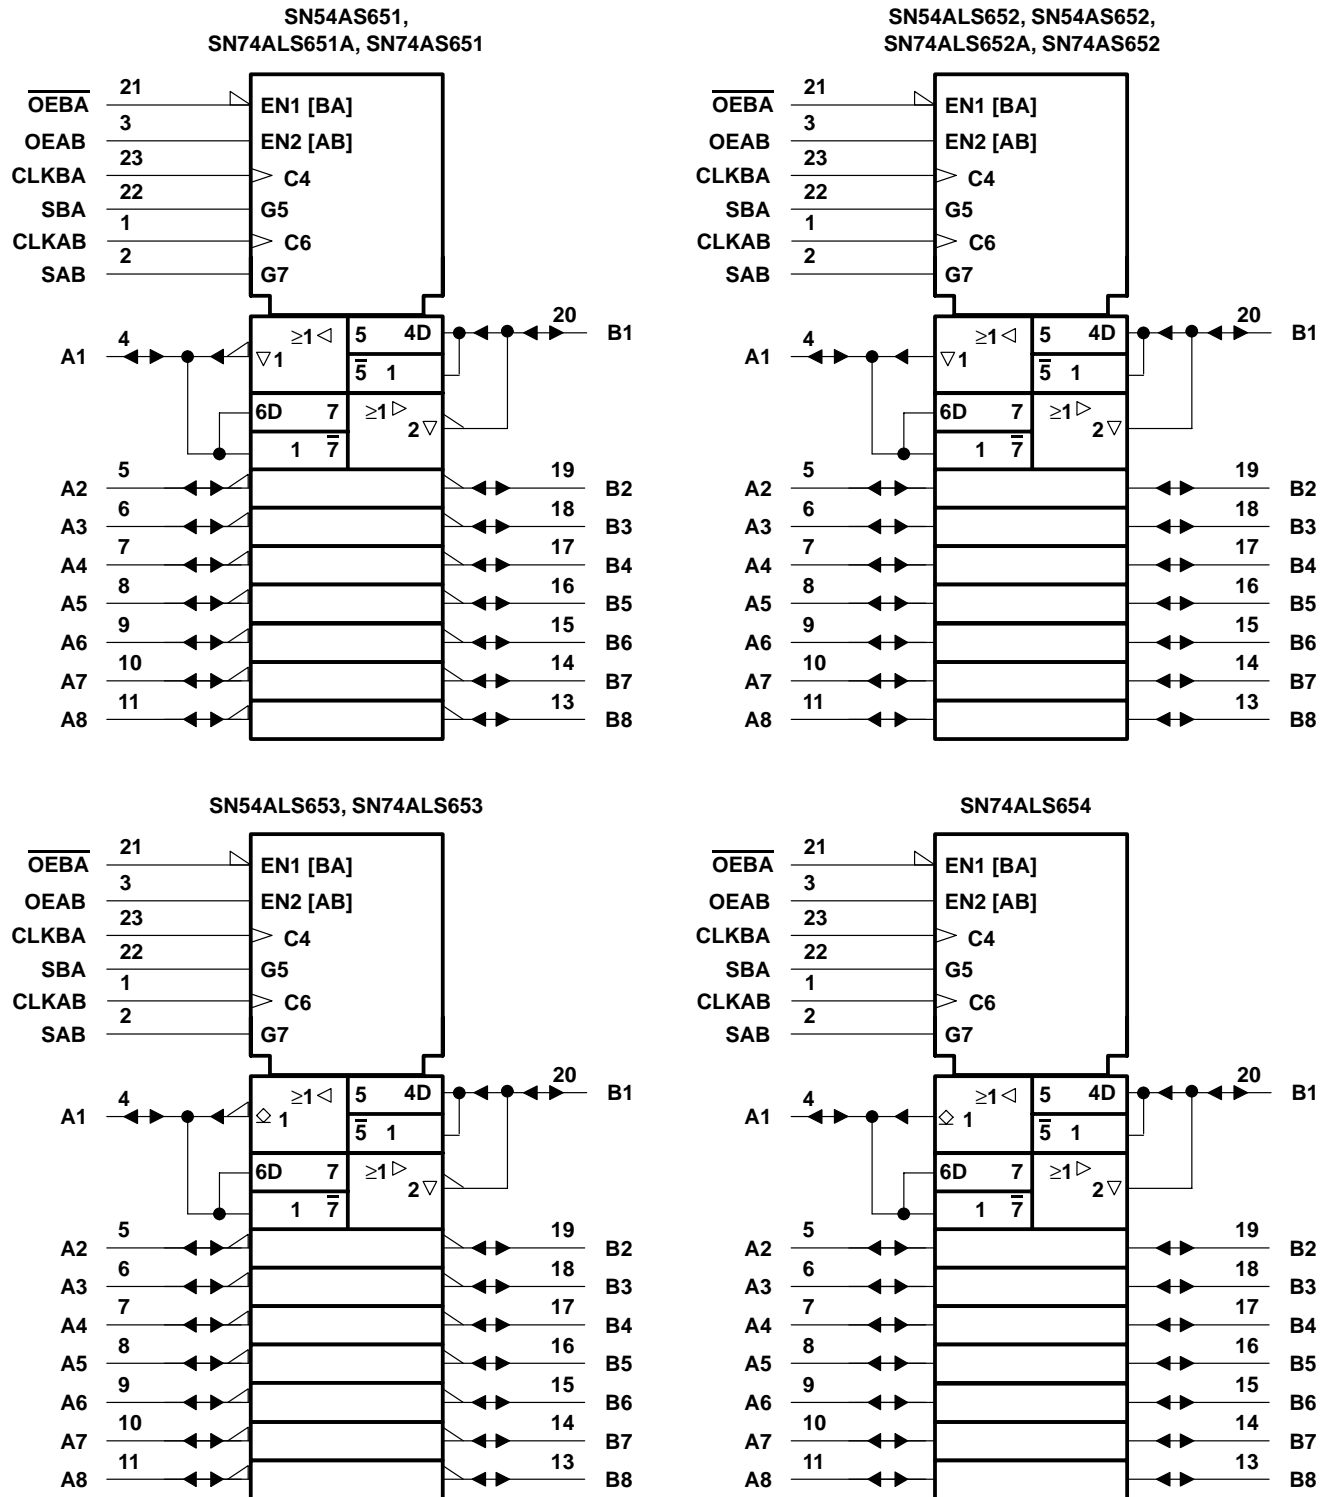 SN54AS651,
SN74ALS651A, SN74AS651
OEBA 21 EN1 [BA]
OEAB 3 EN2 [AB]
CLKBA 23 C4
SBA 22 G5
CLKAB 1 C6
SAB 2 G7
A1 4 ≥1 ◁ ▽ 1 5 4D 20 B1
5̅ 1
6D 7 ≥1 ▷ 2 ▽
1 7̅
A2 5 19 B2
A3 6 18 B3
A4 7 17 B4
A5 8 16 B5
A6 9 15 B6
A7 10 14 B7
A8 11 13 B8
SN54ALS652, SN54AS652,
SN74ALS652A, SN74AS652
OEBA 21 EN1 [BA]
OEAB 3 EN2 [AB]
CLKBA 23 C4
SBA 22 G5
CLKAB 1 C6
SAB 2 G7
A1 4 ≥1 ◁ ▽ 1 5 4D 20 B1
5̅ 1
6D 7 ≥1 ▷ 2 ▽
1 7̅
A2 5 19 B2
A3 6 18 B3
A4 7 17 B4
A5 8 16 B5
A6 9 15 B6
A7 10 14 B7
A8 11 13 B8
SN54ALS653, SN74ALS653
OEBA 21 EN1 [BA]
OEAB 3 EN2 [AB]
CLKBA 23 C4
SBA 22 G5
CLKAB 1 C6
SAB 2 G7
A1 4 ≥1 ◁ ◇ 1 5 4D 20 B1
5̅ 1
6D 7 ≥1 ▷ 2 ▽
1 7̅
A2 5 19 B2
A3 6 18 B3
A4 7 17 B4
A5 8 16 B5
A6 9 15 B6
A7 10 14 B7
A8 11 13 B8
SN74ALS654
OEBA 21 EN1 [BA]
OEAB 3 EN2 [AB]
CLKBA 23 C4
SBA 22 G5
CLKAB 1 C6
SAB 2 G7
A1 4 ≥1 ◁ ◇ 1 5 4D 20 B1
5̅ 1
6D 7 ≥1 ▷ 2 ▽
1 7̅
A2 5 19 B2
A3 6 18 B3
A4 7 17 B4
A5 8 16 B5
A6 9 15 B6
A7 10 14 B7
A8 11 13 B8